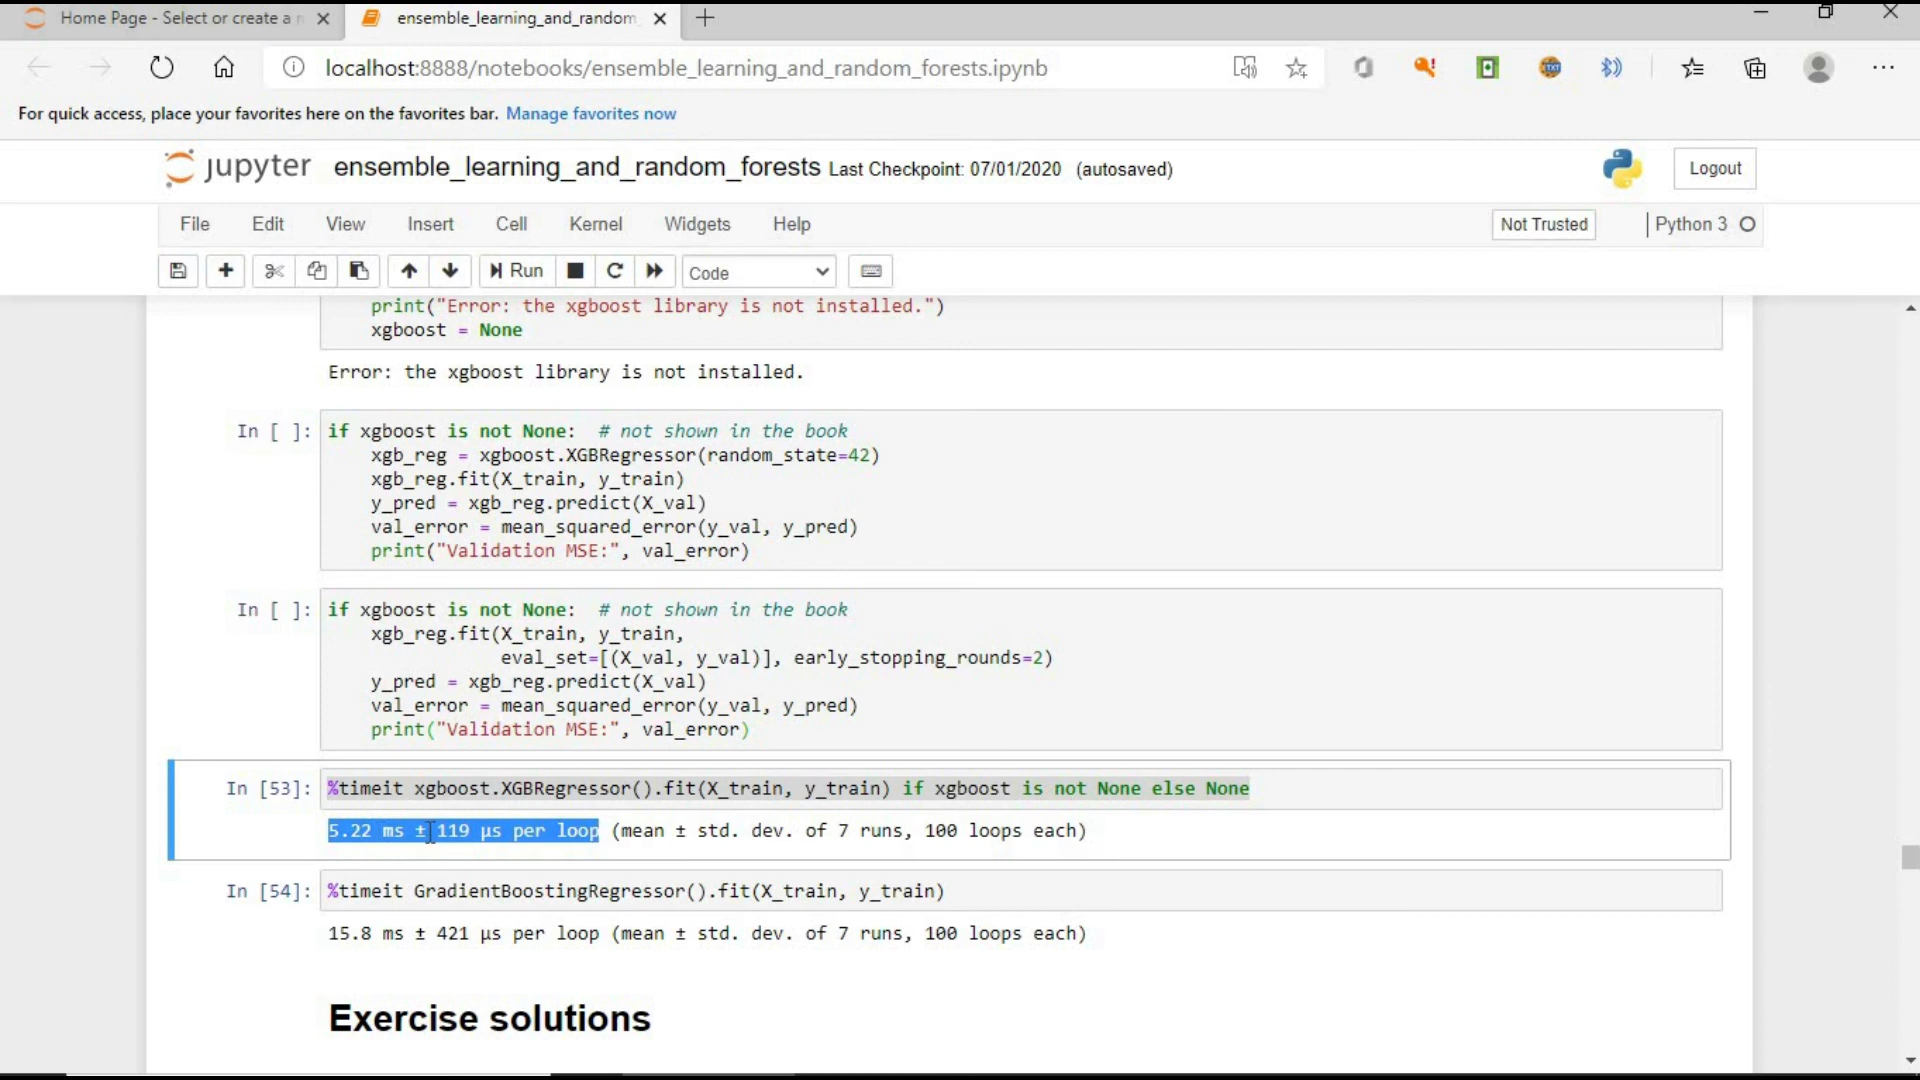 Home Page - Select or create a n
ensemble_learning_and_random_
localhost:8888/notebooks/ensemble_learning_and_random_forests.ipynb
For quick access, place your favorites here on the favorites bar. Manage favorites now
jupyter ensemble_learning_and_random_forests Last Checkpoint: 07/01/2020 (autosaved)
Logout
File Edit View Insert Cell Kernel Widgets Help
Not Trusted
Python 3
Run
Code
print("Error: the xgboost library is not installed.")
xgboost = None
Error: the xgboost library is not installed.
In [ ]: if xgboost is not None:  # not shown in the book
xgb_reg = xgboost.XGBRegressor(random_state=42)
xgb_reg.fit(X_train, y_train)
y_pred = xgb_reg.predict(X_val)
val_error = mean_squared_error(y_val, y_pred)
print("Validation MSE:", val_error)
In [ ]: if xgboost is not None:  # not shown in the book
xgb_reg.fit(X_train, y_train,
eval_set=[(X_val, y_val)], early_stopping_rounds=2)
y_pred = xgb_reg.predict(X_val)
val_error = mean_squared_error(y_val, y_pred)
print("Validation MSE:", val_error)
In [53]: %timeit xgboost.XGBRegressor().fit(X_train, y_train) if xgboost is not None else None
5.22 ms ± 119 µs per loop (mean ± std. dev. of 7 runs, 100 loops each)
In [54]: %timeit GradientBoostingRegressor().fit(X_train, y_train)
15.8 ms ± 421 µs per loop (mean ± std. dev. of 7 runs, 100 loops each)
Exercise solutions